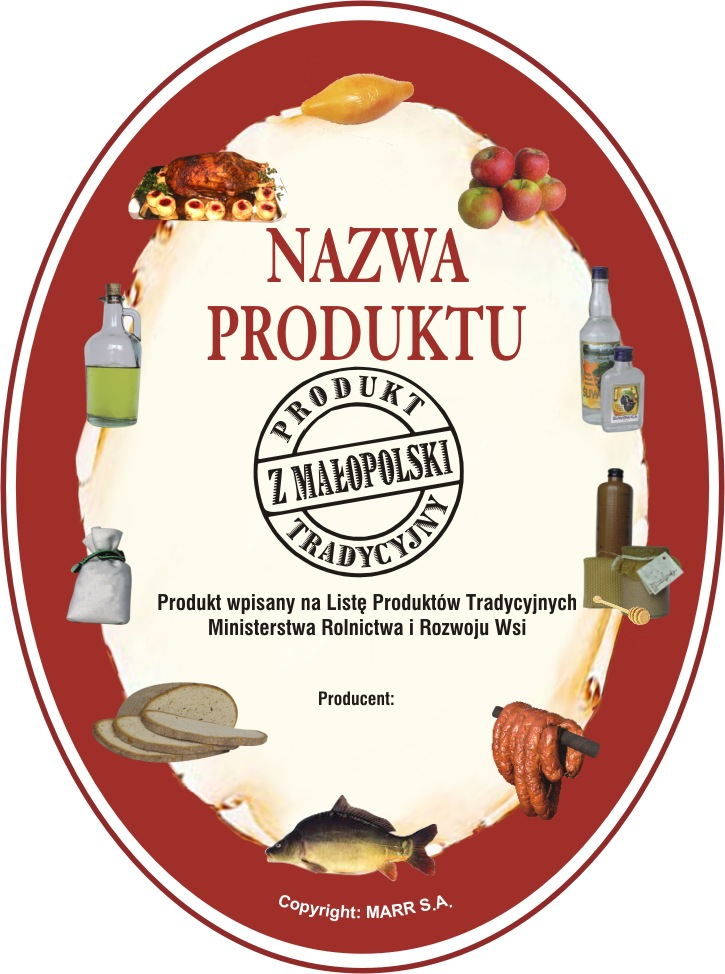 NAZWA
PRODUKTU
PRODUKT
Z MAŁOPOLSKI
TRADYCYJNY
Produkt wpisany na Listę Produktów Tradycyjnych
Ministerstwa Rolnictwa i Rozwoju Wsi
Producent:
Copyright: MARR S.A.